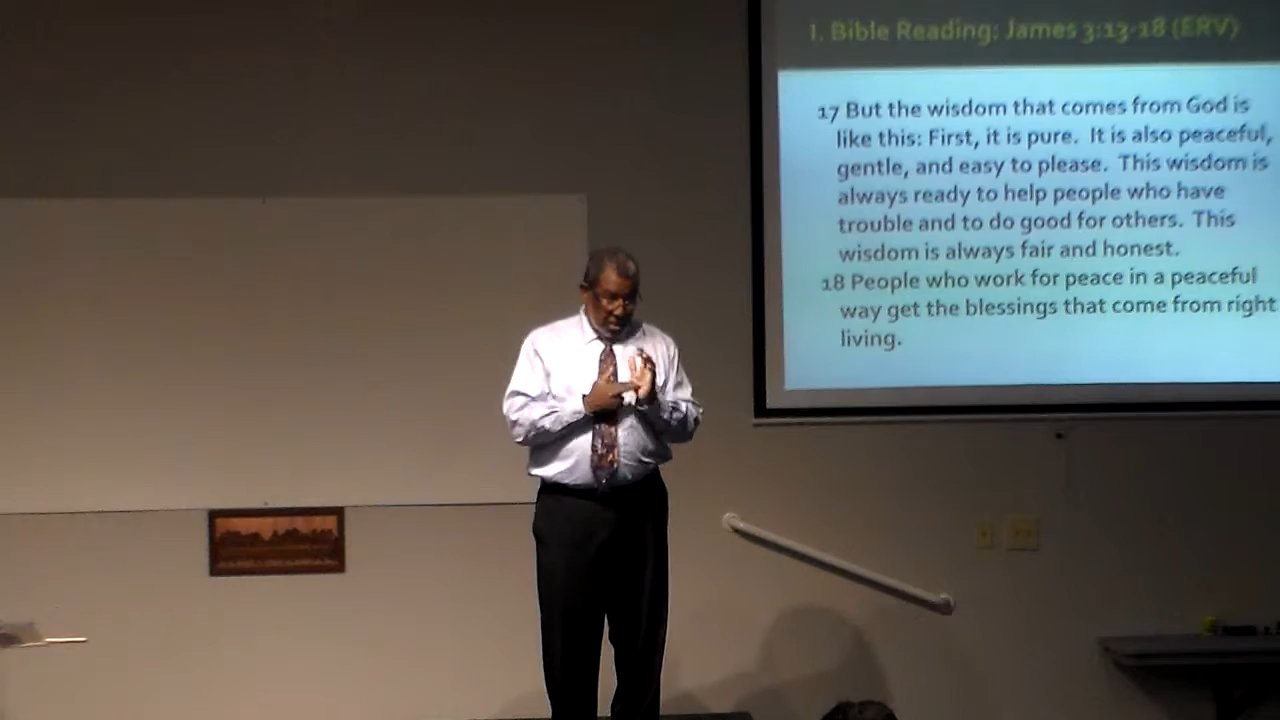 1. Bible Reading: James 3:13-18 (ERV)
17 But the wisdom that comes from God is
like this: First, it is pure. It is also peaceful,
gentle, and easy to please. This wisdom is
always ready to help people who have
trouble and to do good for others. This
wisdom is always fair and honest.
18 People who work for peace in a peaceful
way get the blessings that come from right
living.